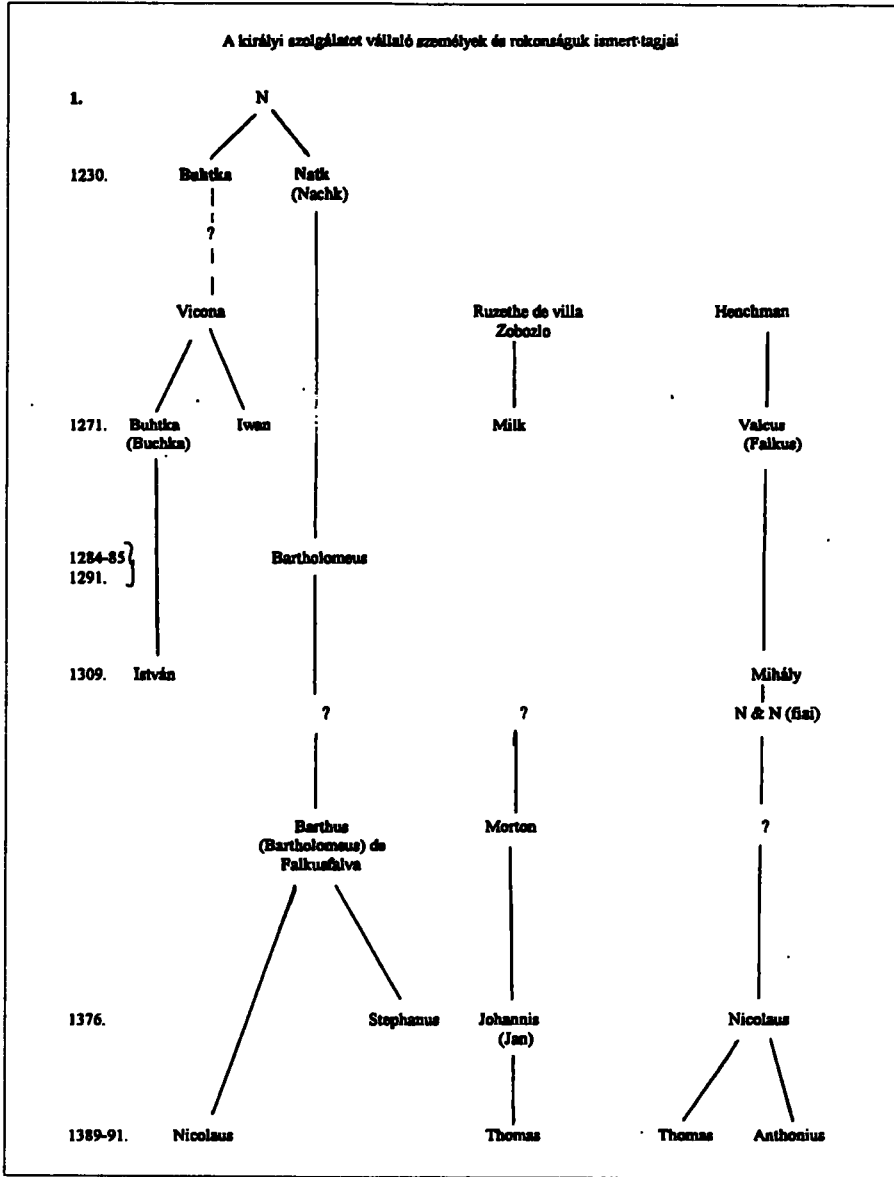 A királyi szolgálatot vállaló személyek és rokonságuk ismert tagjai
1. N
1230. Buhtka Natk
(Nachk)
?
Vicona Ruzethe de villa Henchman
Zobozlo
1271. Buhtka Iwan Milk Valcus
(Buchka) (Falkus)
1284-85 Bartholomeus
1291.
1309. István Mihály
? ? N & N (fiai)
Barthus Morton ?
(Bartholomeus) de
Falkusfalva
1376. Stephanus Johannis Nicolaus
(Jan)
1389-91. Nicolaus Thomas Thomas Anthonius